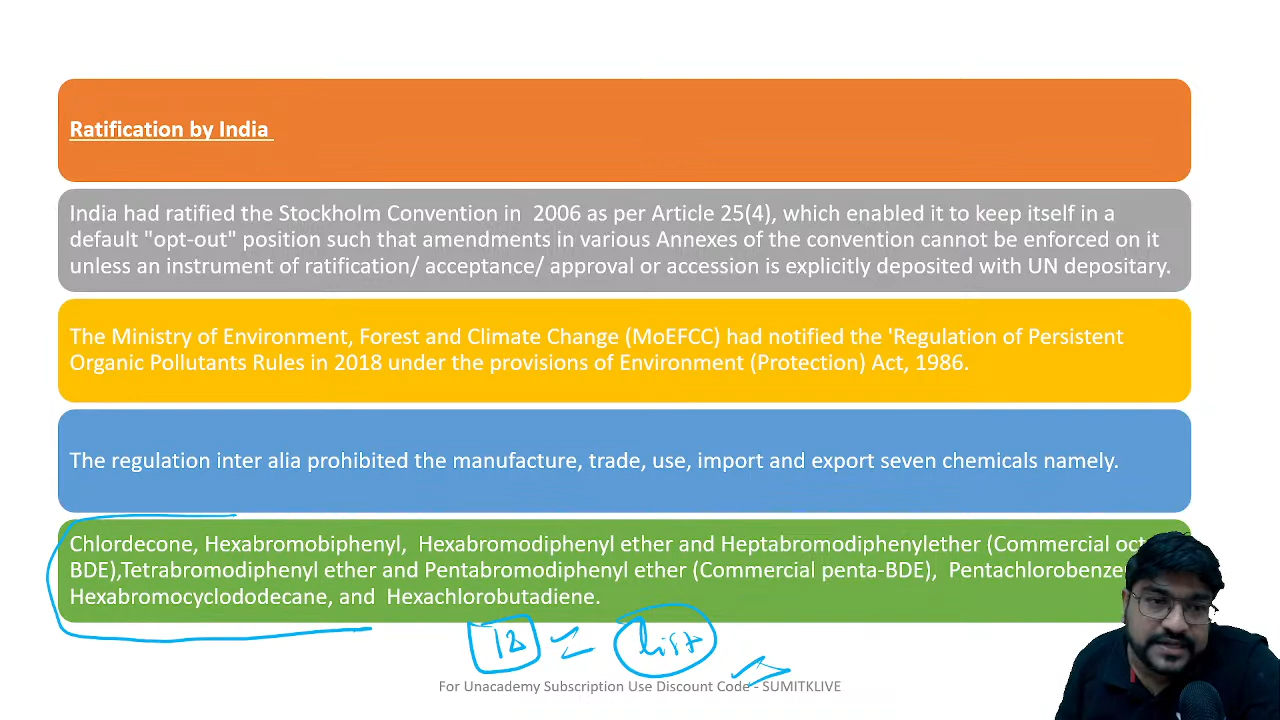 Ratification by India
India had ratified the Stockholm Convention in 2006 as per Article 25(4), which enabled it to keep itself in a
default "opt-out" position such that amendments in various Annexes of the convention cannot be enforced on it
unless an instrument of ratification/ acceptance/ approval or accession is explicitly deposited with UN depositary.
The Ministry of Environment, Forest and Climate Change (MoEFCC) had notified the 'Regulation of Persistent
Organic Pollutants Rules in 2018 under the provisions of Environment (Protection) Act, 1986.
The regulation inter alia prohibited the manufacture, trade, use, import and export seven chemicals namely.
Chlordecone, Hexabromobiphenyl, Hexabromodiphenyl ether and Heptabromodiphenylether (Commercial
BDE),Tetrabromodiphenyl ether and Pentabromodiphenyl ether (Commercial penta-BDE),
Hexabromocyclododecane, and Hexachlorobutadiene.
list
For Unacademy Subscription Use Discount Code - SUMITKLIVE